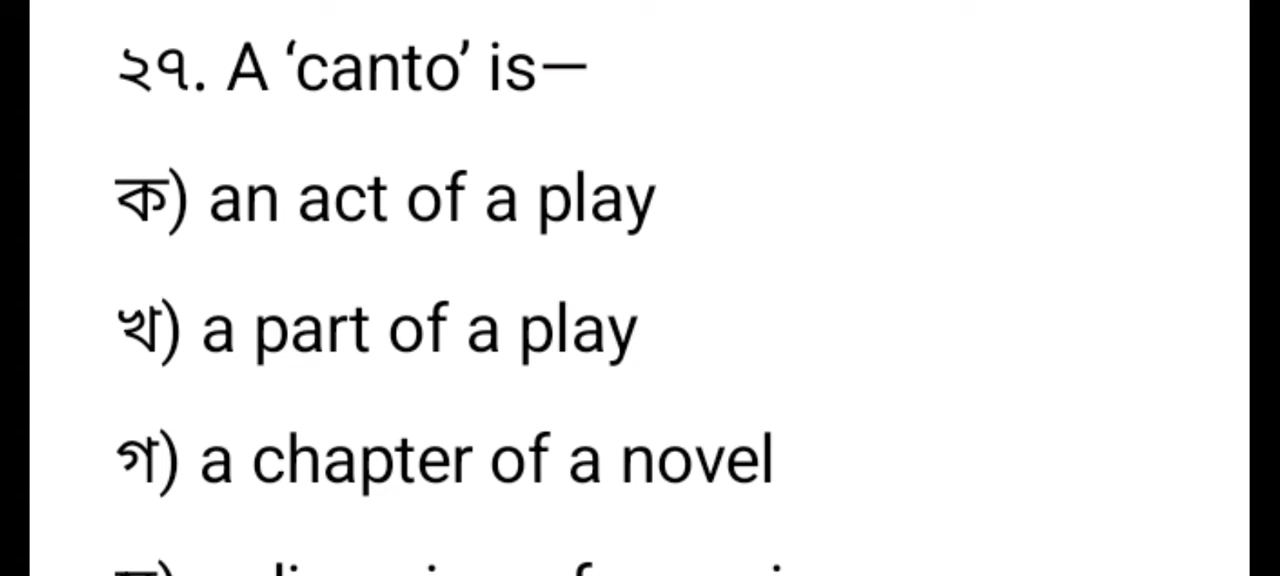 ২৭. A ‘canto’ is—
ক) an act of a play
খ) a part of a play
গ) a chapter of a novel